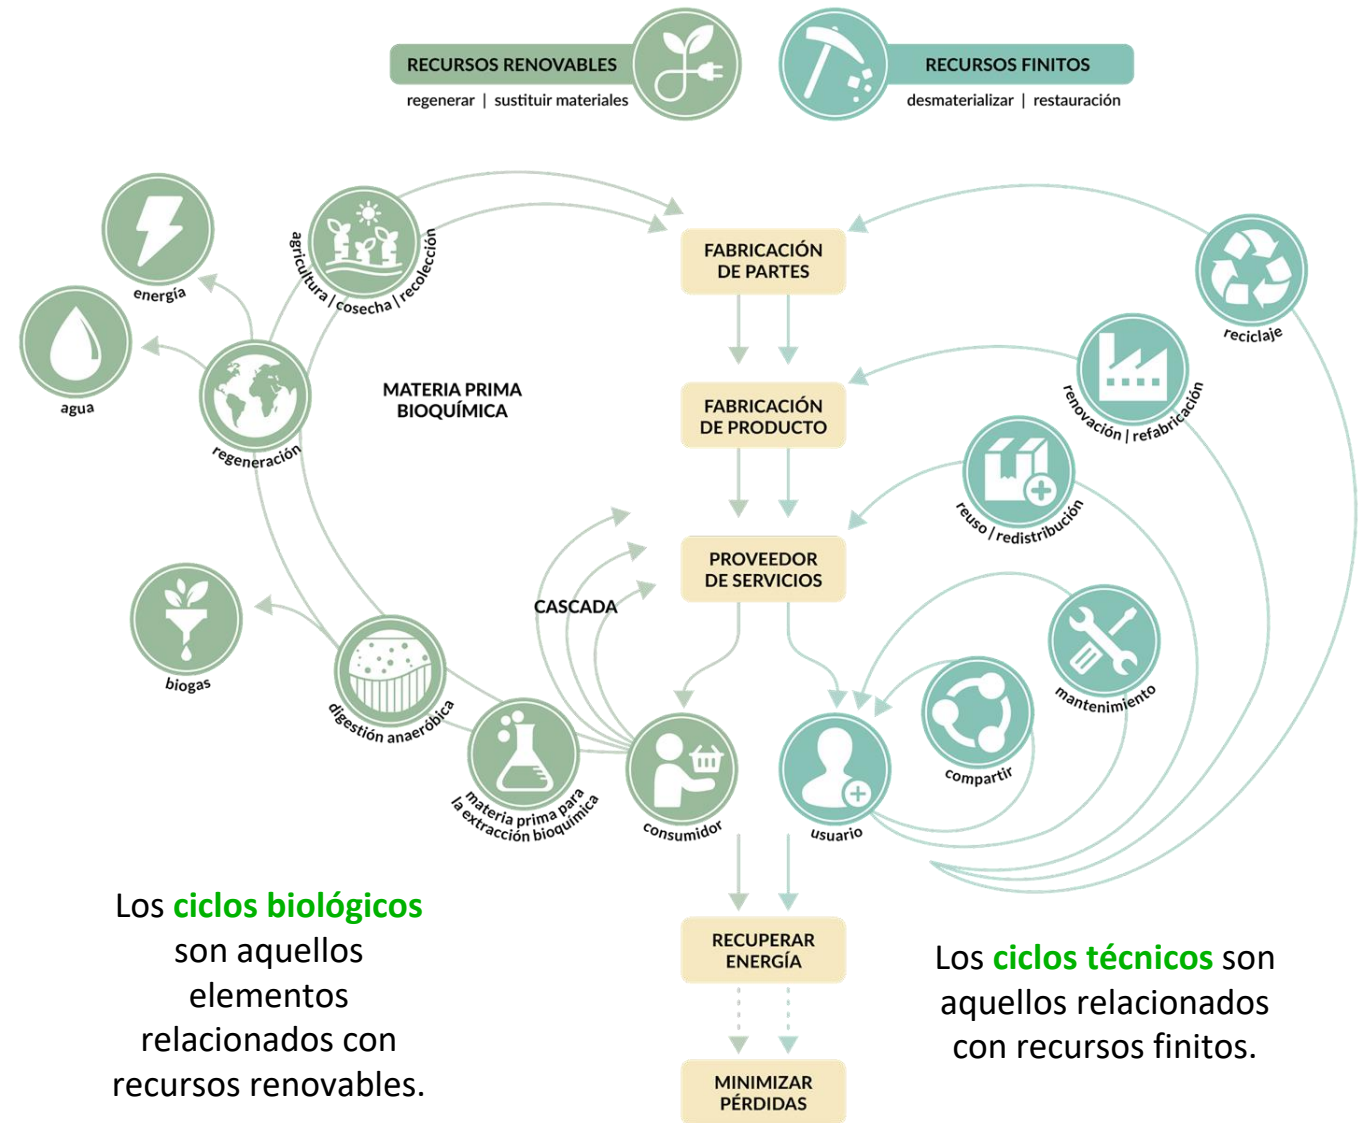 RECURSOS RENOVABLES
regenerar | sustituir materiales
RECURSOS FINITOS
desmaterializar | restauración
energía
agua
agricultura | cosecha | recolección
regeneración
MATERIA PRIMA
BIOQUÍMICA
FABRICACIÓN
DE PARTES
FABRICACIÓN
DE PRODUCTO
PROVEEDOR
DE SERVICIOS
reciclaje
renovación | refabricación
reuso | redistribución
mantenimiento
compartir
CASCADA
biogas
digestión anaeróbica
materia prima para
la extracción bioquímica
consumidor
usuario
RECUPERAR
ENERGÍA
MINIMIZAR
PÉRDIDAS
Los ciclos biológicos
son aquellos
elementos
relacionados con
recursos renovables.
Los ciclos técnicos son
aquellos relacionados
con recursos finitos.